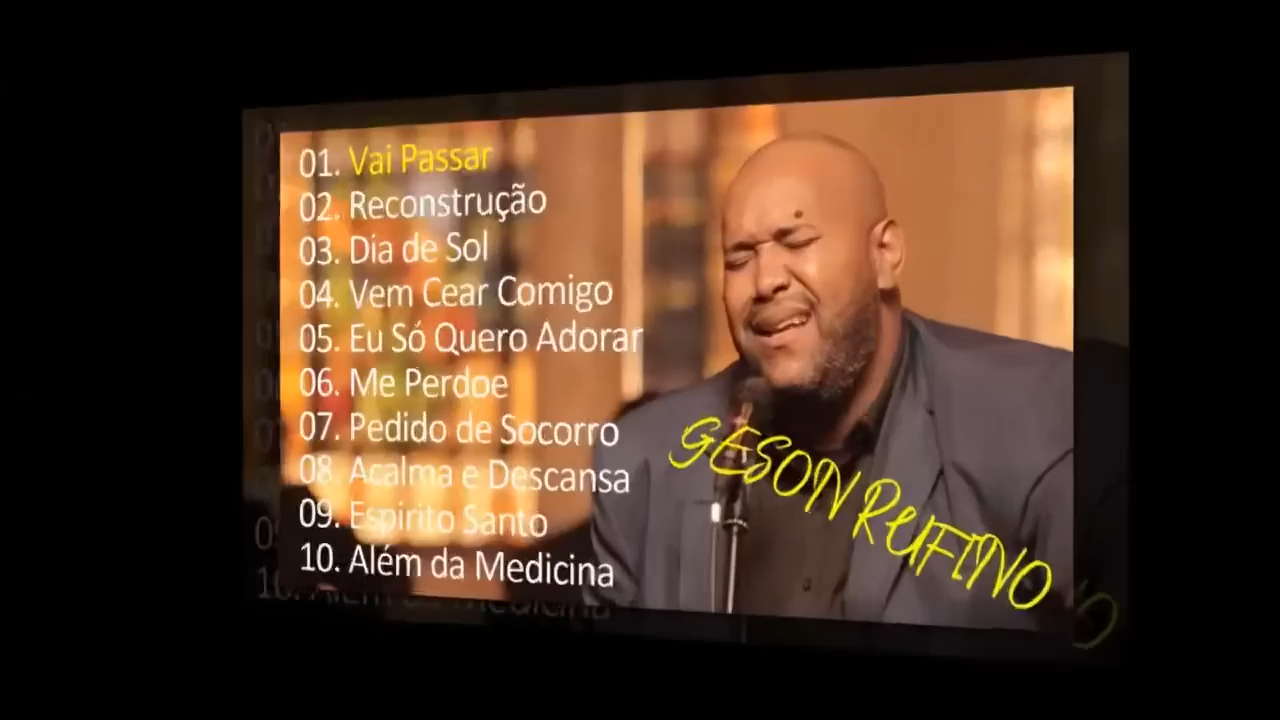 01. Vai Passar
02. Reconstrução
03. Dia de Sol
04. Vem Cear Comigo
05. Eu Só Quero Adorar
06. Me Perdoe
07. Pedido de Socorro
08. Acalma e Descansa
09. Espirito Santo
10. Além da Medicina
GESON RUFINO